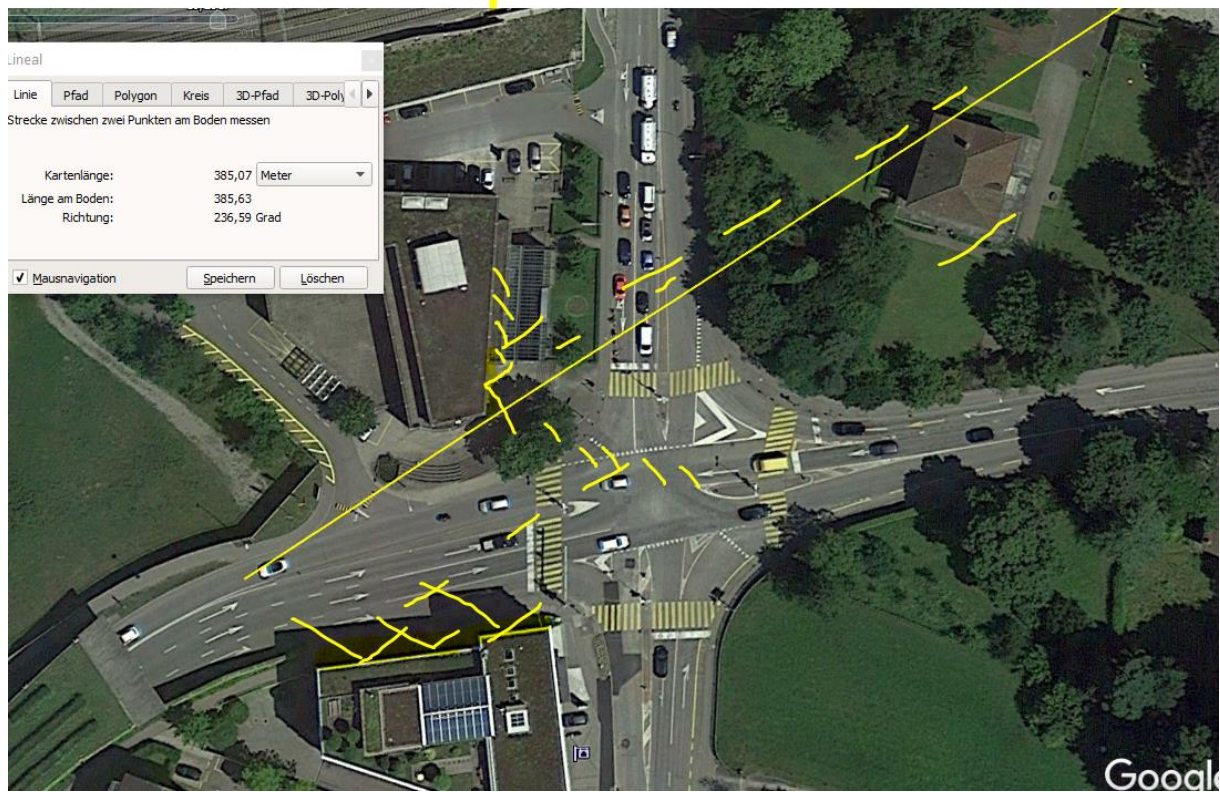 2015
Lineal
Linie Pfad Polygon Kreis 3D-Pfad 3D-Poly
Strecke zwischen zwei Punkten am Boden messen
Kartenlänge: 385,07 Meter
Länge am Boden: 385,63
Richtung: 236,59 Grad
Mausnavigation Speichern Löschen
Google